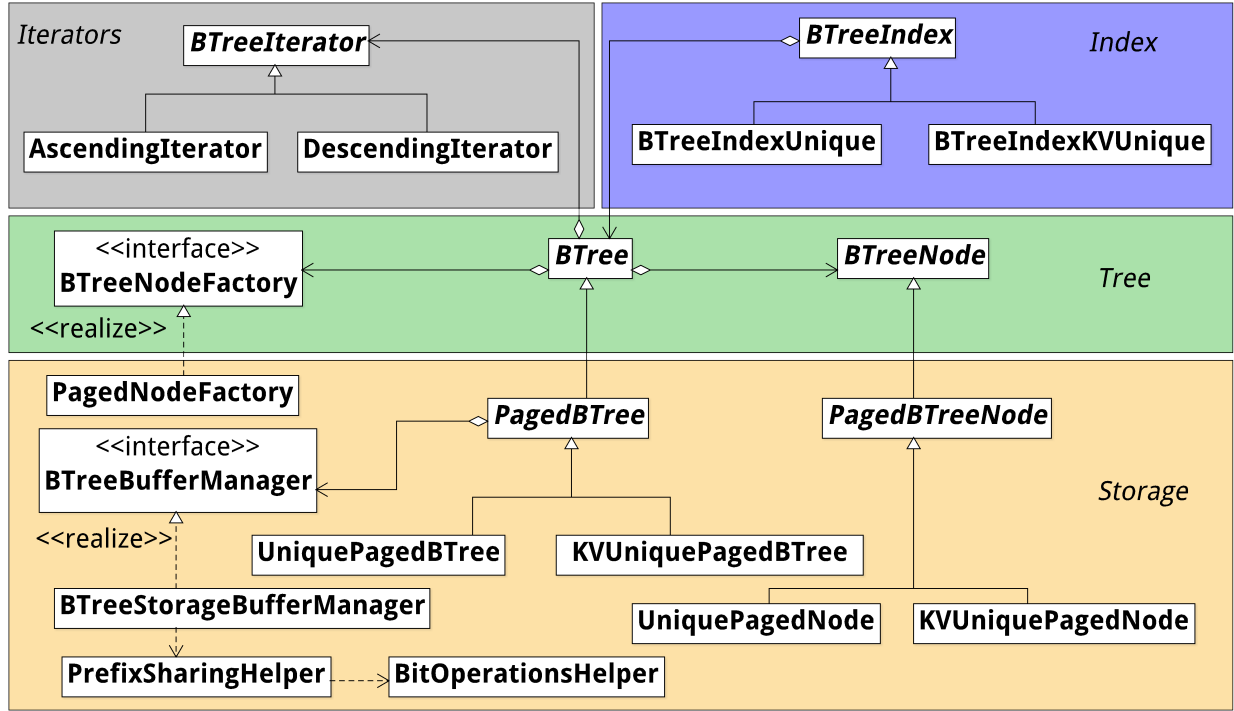 Iterators
BTreeIterator
AscendingIterator
DescendingIterator
BTreeIndex
Index
BTreeIndexUnique
BTreeIndexKVUnique
<<interface>>
BTreeNodeFactory
<<realize>>
BTree
BTreeNode
Tree
PagedNodeFactory
<<interface>>
BTreeBufferManager
<<realize>>
PagedBTree
PagedBTreeNode
Storage
UniquePagedBTree
KVUniquePagedBTree
BTreeStorageBufferManager
UniquePagedNode
KVUniquePagedNode
PrefixSharingHelper
BitOperationsHelper